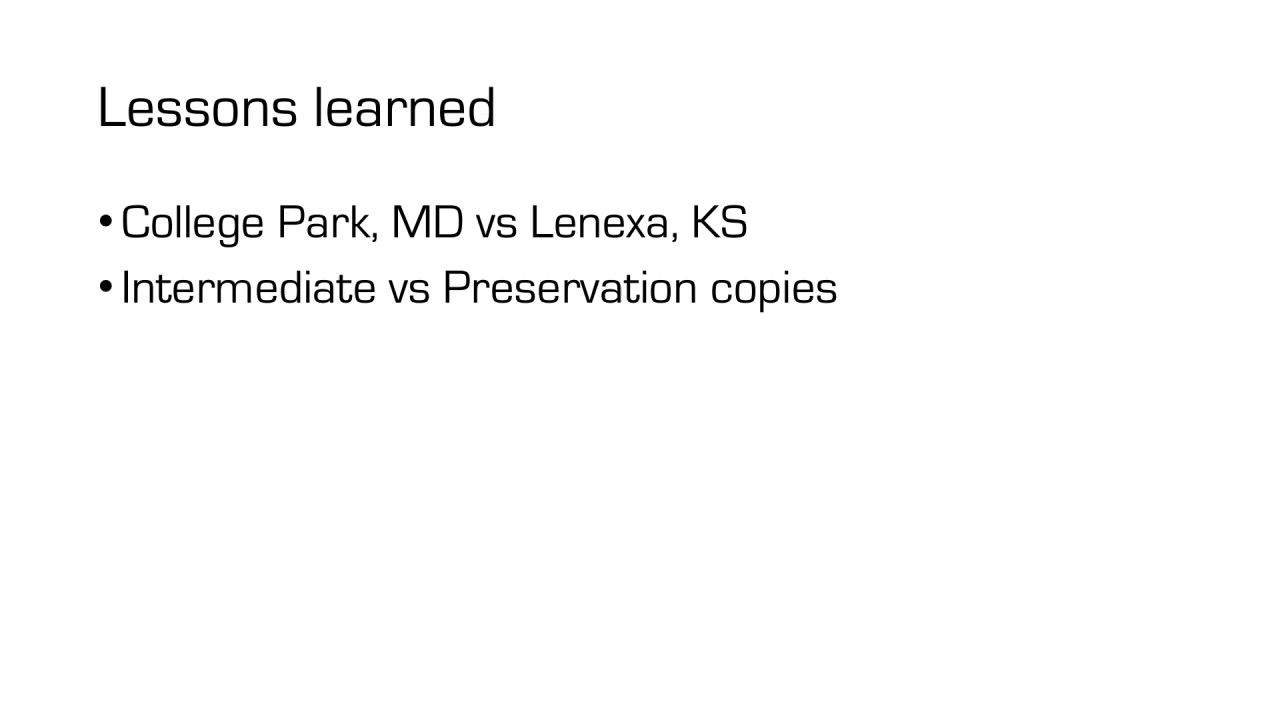 Lessons learned
• College Park, MD vs Lenexa, KS
• Intermediate vs Preservation copies